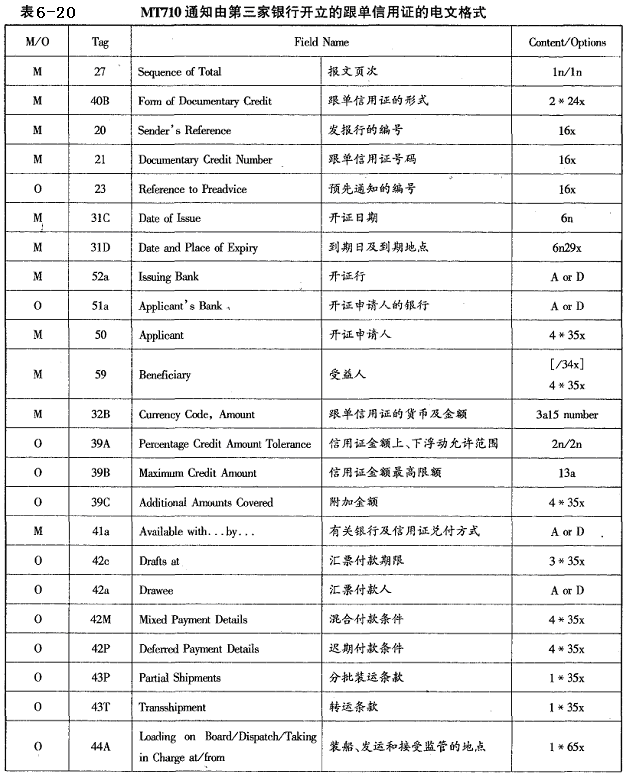 表6-20 MT710 通知由第三家银行开立的跟单信用证的电文格式
M/O Tag Field Name Content/Options
M 27 Sequence of Total 报文页次 1n/1n
M 40B Form of Documentary Credit 跟单信用证的形式 2 * 24x
M 20 Sender's Reference 发报行的编号 16x
M 21 Documentary Credit Number 跟单信用证号码 16x
O 23 Reference to Preadvice 预先通知的编号 16x
M 31C Date of Issue 开证日期 6n
M 31D Date and Place of Expiry 到期日及到期地点 6n29x
M 52a Issuing Bank 开证行 A or D
O 51a Applicant's Bank 开证申请人的银行 A or D
M 50 Applicant 开证申请人 4 * 35x
M 59 Beneficiary 受益人 [/34x]
4 * 35x
M 32B Currency Code, Amount 跟单信用证的货币及金额 3a15 number
O 39A Percentage Credit Amount Tolerance 信用证金额上、下浮动允许范围 2n/2n
O 39B Maximum Credit Amount 信用证金额最高限额 13a
O 39C Additional Amounts Covered 附加金额 4 * 35x
M 41a Available with...by... 有关银行及信用证兑付方式 A or D
O 42c Drafts at 汇票付款期限 3 * 35x
O 42a Drawee 汇票付款人 A or D
O 42M Mixed Payment Details 混合付款条件 4 * 35x
O 42P Deferred Payment Details 迟期付款条件 4 * 35x
O 43P Partial Shipments 分批装运条款 1 * 35x
O 43T Transshipment 转运条款 1 * 35x
O 44A Loading on Board/Dispatch/Taking
in Charge at/from 装船、发运和接受监管的地点 1 * 65x